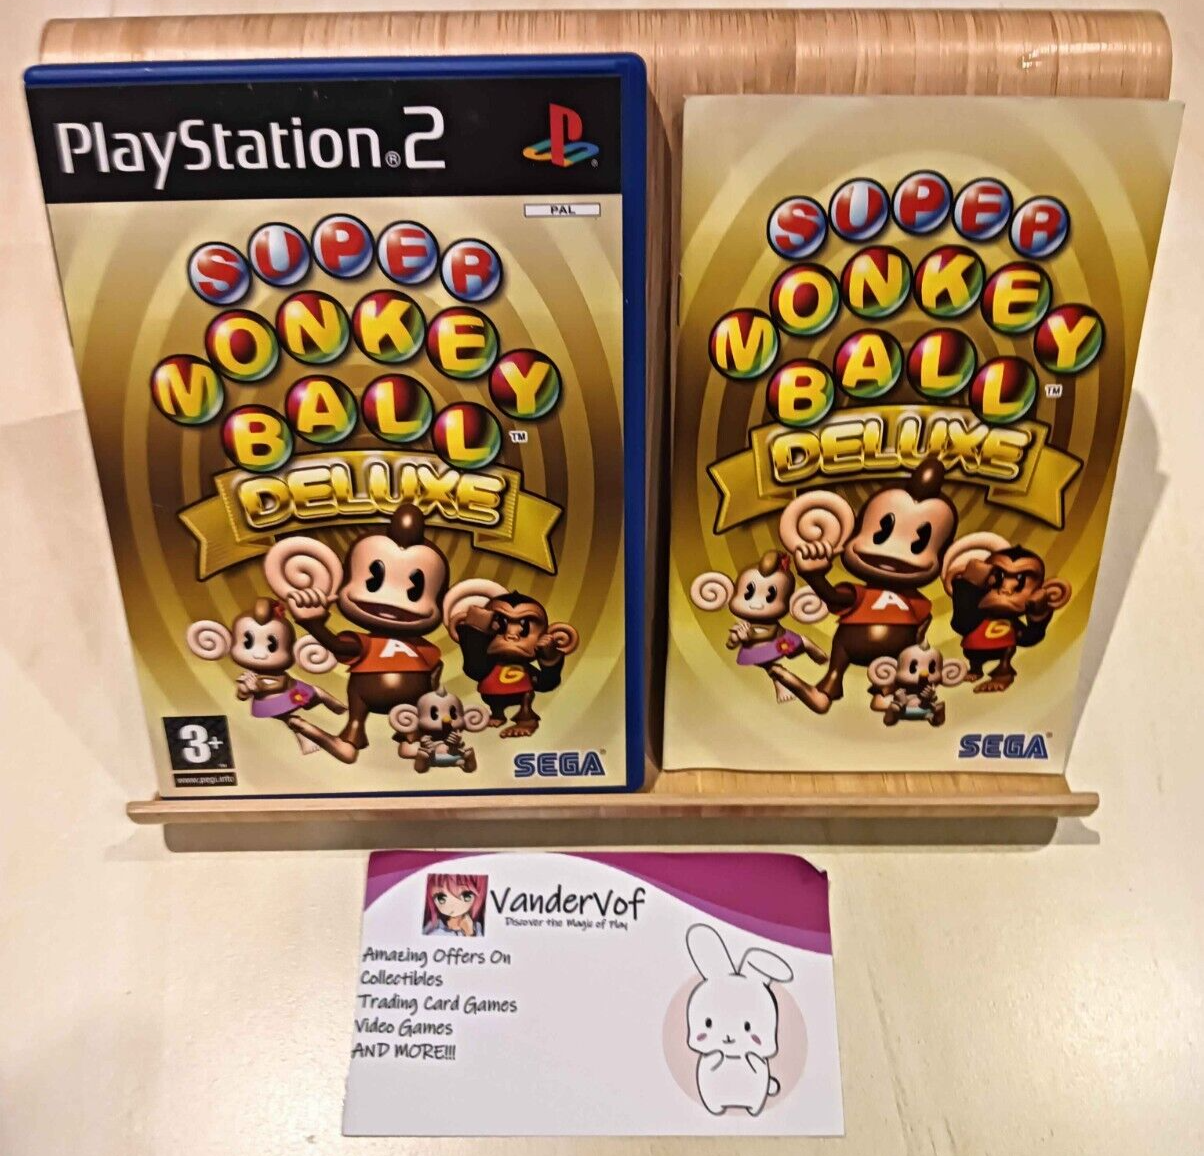 PlayStation®2
PAL
SUPER
MONKEY
BALL™
DELUXE
A
G
3+
www.pegi.info
SEGA
SUPER
MONKEY
BALL™
DELUXE
A
G
SEGA®
VanderVof
Discover the Magic of Play
Amazing Offers On
Collectibles
Trading Card Games
Video Games
AND MORE!!!